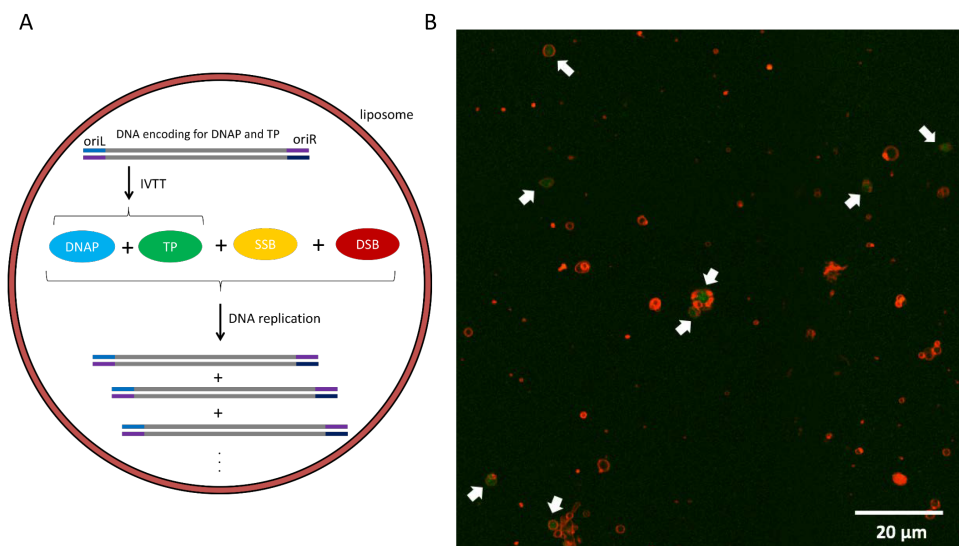 A
B
liposome
DNA encoding for DNAP and TP
oriL
oriR
IVTT
DNAP + TP + SSB + DSB
DNA replication
+
+
20 µm